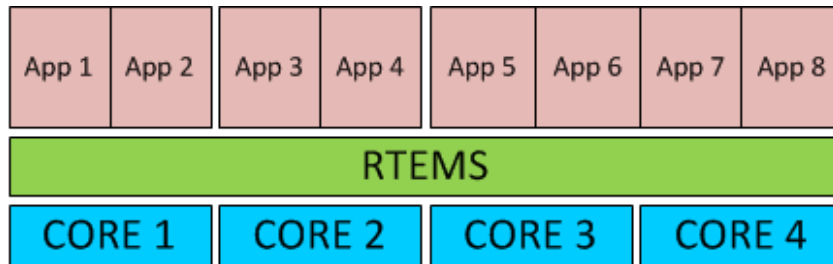 App 1 App 2 App 3 App 4 App 5 App 6 App 7 App 8
RTEMS
CORE 1 CORE 2 CORE 3 CORE 4